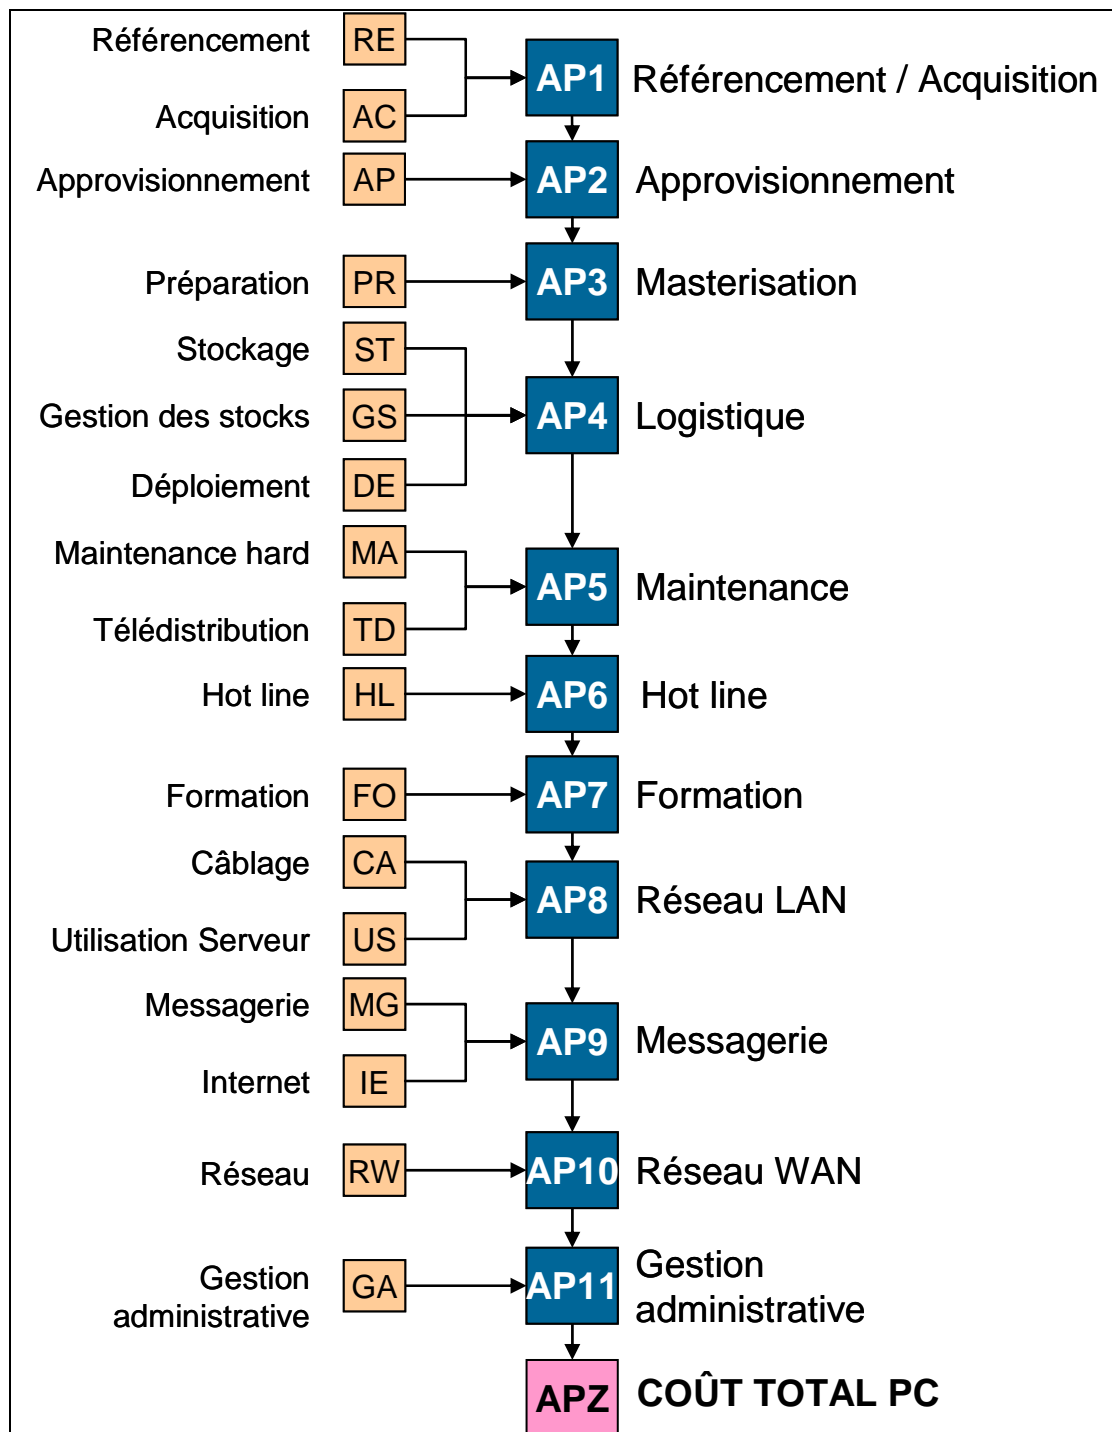 Référencement RE
AP1 Référencement / Acquisition
Acquisition AC
Approvisionnement AP AP2 Approvisionnement
Préparation PR AP3 Masterisation
Stockage ST
Gestion des stocks GS AP4 Logistique
Déploiement DE
Maintenance hard MA
AP5 Maintenance
Télédistribution TD
Hot line HL AP6 Hot line
Formation FO AP7 Formation
Câblage CA
AP8 Réseau LAN
Utilisation Serveur US
Messagerie MG
AP9 Messagerie
Internet IE
Réseau RW AP10 Réseau WAN
Gestion
administrative
GA
AP11
Gestion
administrative
APZ COÛT TOTAL PC